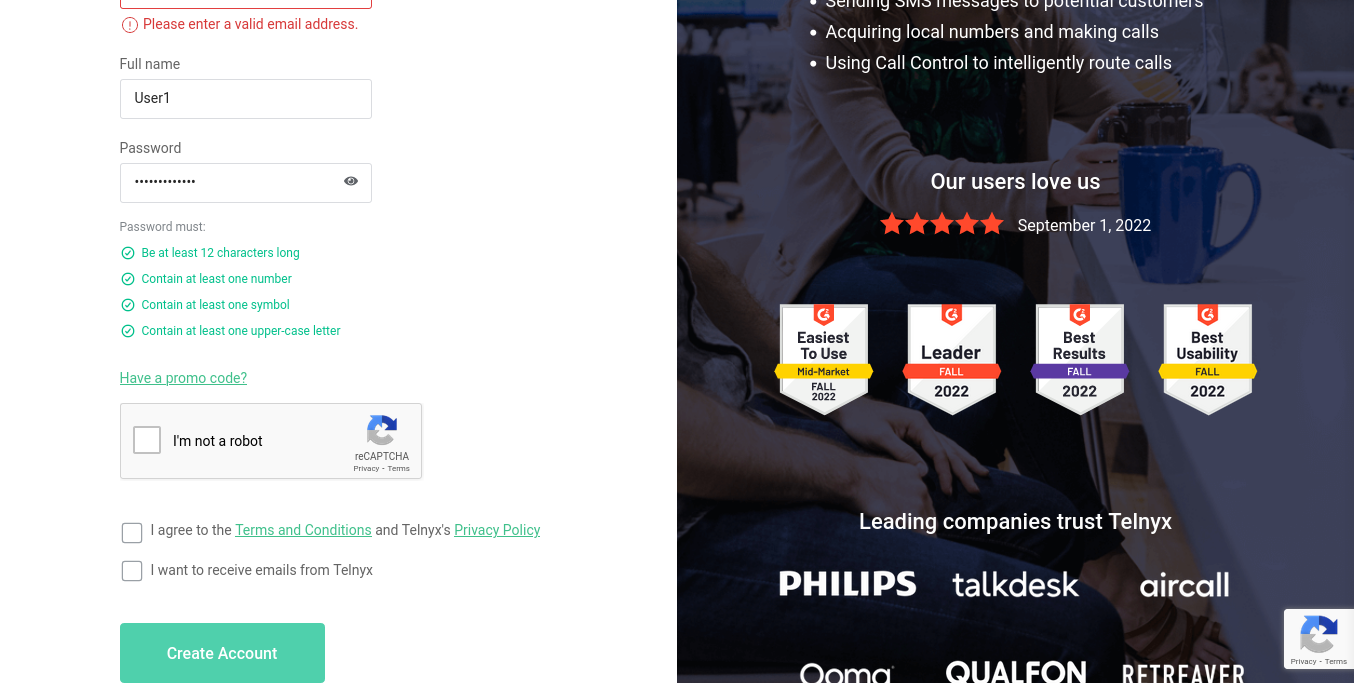 Please enter a valid email address.
Full name
User1
Password
•••••••••••••
Password must:
Be at least 12 characters long
Contain at least one number
Contain at least one symbol
Contain at least one upper-case letter
Have a promo code?
I'm not a robot
reCAPTCHA
Privacy - Terms
I agree to the Terms and Conditions and Telnyx's Privacy Policy
I want to receive emails from Telnyx
Create Account
• Sending SMS messages to potential customers
• Acquiring local numbers and making calls
• Using Call Control to intelligently route calls
Our users love us
September 1, 2022
Easiest
To Use
Mid-Market
FALL
2022
Leader
FALL
2022
Best
Results
FALL
2022
Best
Usability
FALL
2022
Leading companies trust Telnyx
PHILIPS
talkdesk
aircall
Ooma
QUALFON
RETREAVER
Privacy - Terms